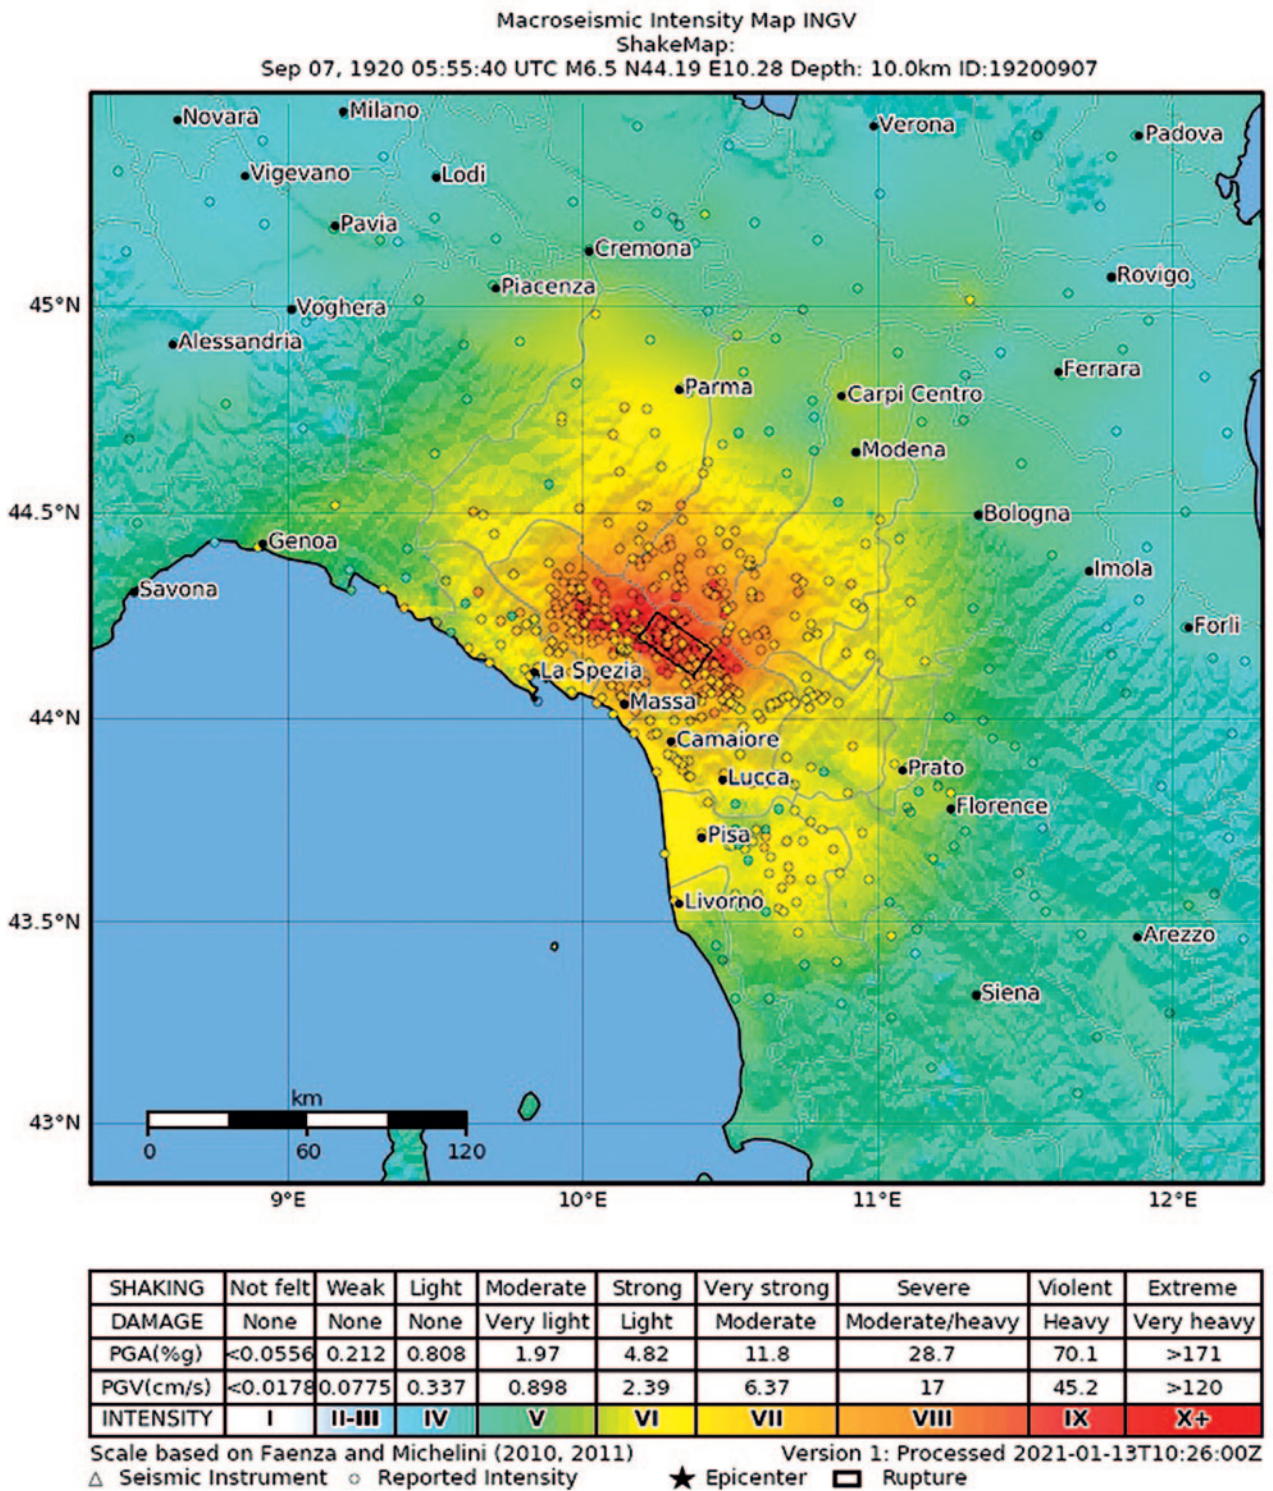 Macroseismic Intensity Map INGV
ShakeMap:
Sep 07, 1920 05:55:40 UTC M6.5 N44.19 E10.28 Depth: 10.0km ID:19200907
Novara
Milano
Verona
Padova
Vigevano
Lodi
Pavia
Cremona
Rovigo
Piacenza
45°N
Voghera
Alessandria
Ferrara
Parma
Carpi Centro
Modena
44.5°N
Bologna
Genoa
Imola
Savona
Forli
La Spezia
Massa
44°N
Camaiore
Prato
Lucca
Florence
Pisa
Livorno
43.5°N
Arezzo
Siena
km
43°N
0 60 120
9°E 10°E 11°E 12°E
SHAKING Not felt Weak Light Moderate Strong Very strong Severe Violent Extreme
DAMAGE None None None Very light Light Moderate Moderate/heavy Heavy Very heavy
PGA(%g) <0.0556 0.212 0.808 1.97 4.82 11.8 28.7 70.1 >171
PGV(cm/s) <0.0178 0.0775 0.337 0.898 2.39 6.37 17 45.2 >120
INTENSITY I II-III IV V VI VII VIII IX X+
Scale based on Faenza and Michelini (2010, 2011) Version 1: Processed 2021-01-13T10:26:00Z
Seismic Instrument Reported Intensity Epicenter Rupture